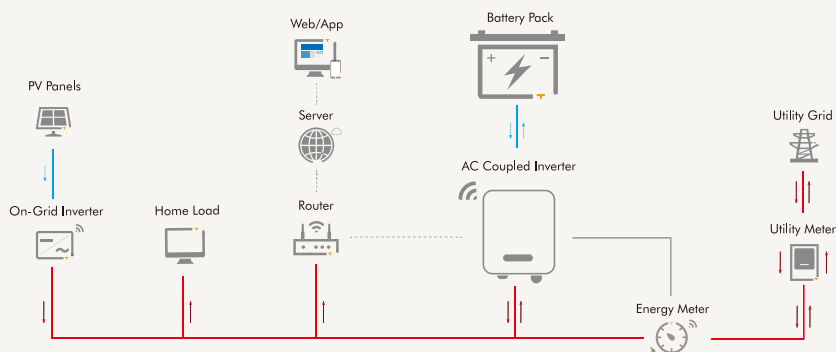 Web/App
Battery Pack
PV Panels
Server
Utility Grid
AC Coupled Inverter
On-Grid Inverter
Home Load
Router
Utility Meter
Energy Meter